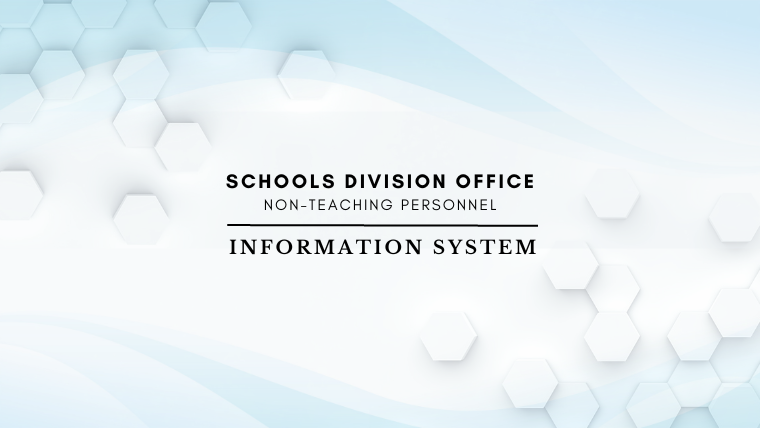 SCHOOLS DIVISION OFFICE
NON-TEACHING PERSONNEL
INFORMATION SYSTEM